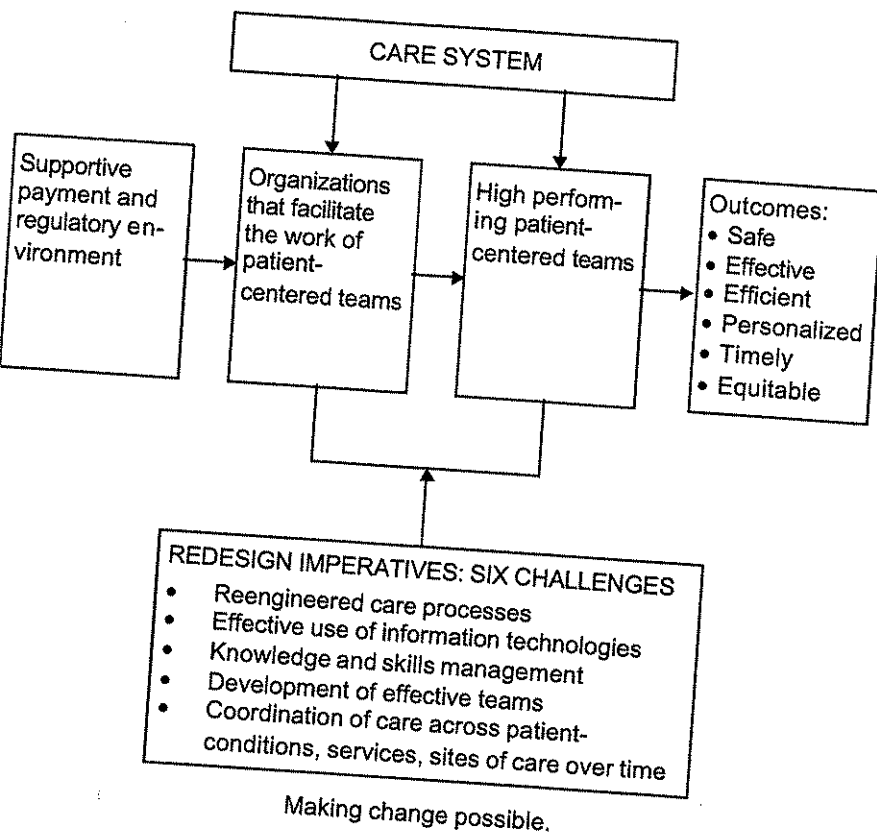 CARE SYSTEM
Supportive
payment and
regulatory en-
vironment
Organizations
that facilitate
the work of
patient-
centered teams
High perform-
ing patient-
centered teams
Outcomes:
• Safe
• Effective
• Efficient
• Personalized
• Timely
• Equitable
REDESIGN IMPERATIVES: SIX CHALLENGES
• Reengineered care processes
• Effective use of information technologies
• Knowledge and skills management
• Development of effective teams
• Coordination of care across patient-
conditions, services, sites of care over time
Making change possible.